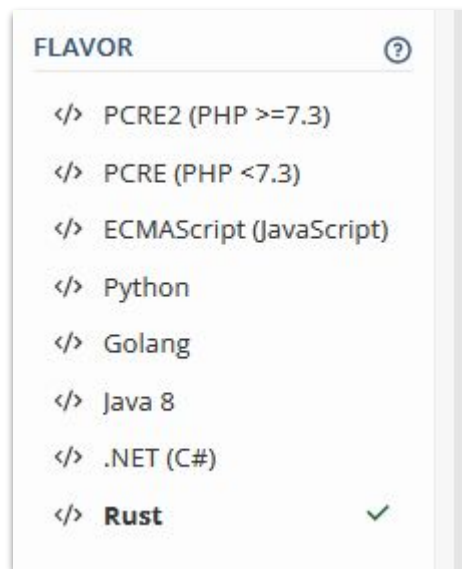 FLAVOR
</> PCRE2 (PHP >=7.3)
</> PCRE (PHP <7.3)
</> ECMAScript (JavaScript)
</> Python
</> Golang
</> Java 8
</> .NET (C#)
</> Rust